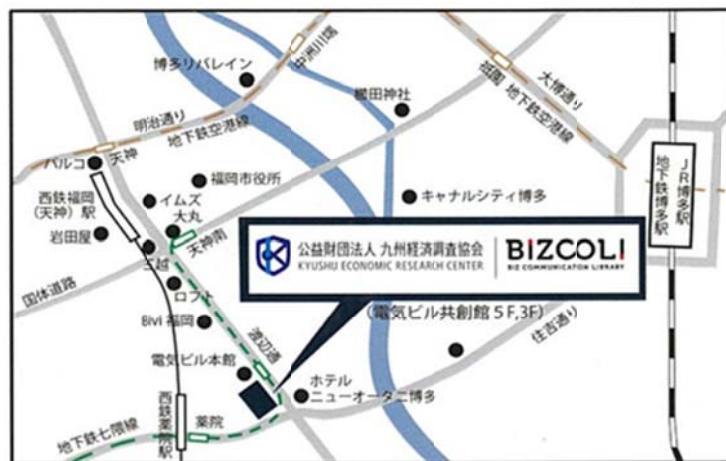 中洲川端
博多リバレイン
櫛田神社
大博通り
祇園 地下鉄空港線
明治通り
地下鉄空港線
天神
パルコ
福岡市役所
イムズ
大丸
西鉄福岡
(天神)駅
岩田屋
三越
天神南
キャナルシティ博多
JR博多駅
地下鉄博多駅
公益財団法人 九州経済調査協会
KYUSHU ECONOMIC RESEARCH CENTER
BIZCOLI
BIZ COMMUNICATION LIBRARY
(電気ビル共創館5F,3F)
国体道路
ロフト
BiVi 福岡
渡辺通
住吉通り
電気ビル本館
ホテル
ニューオータニ博多
西鉄薬院駅
薬院
地下鉄七隈線